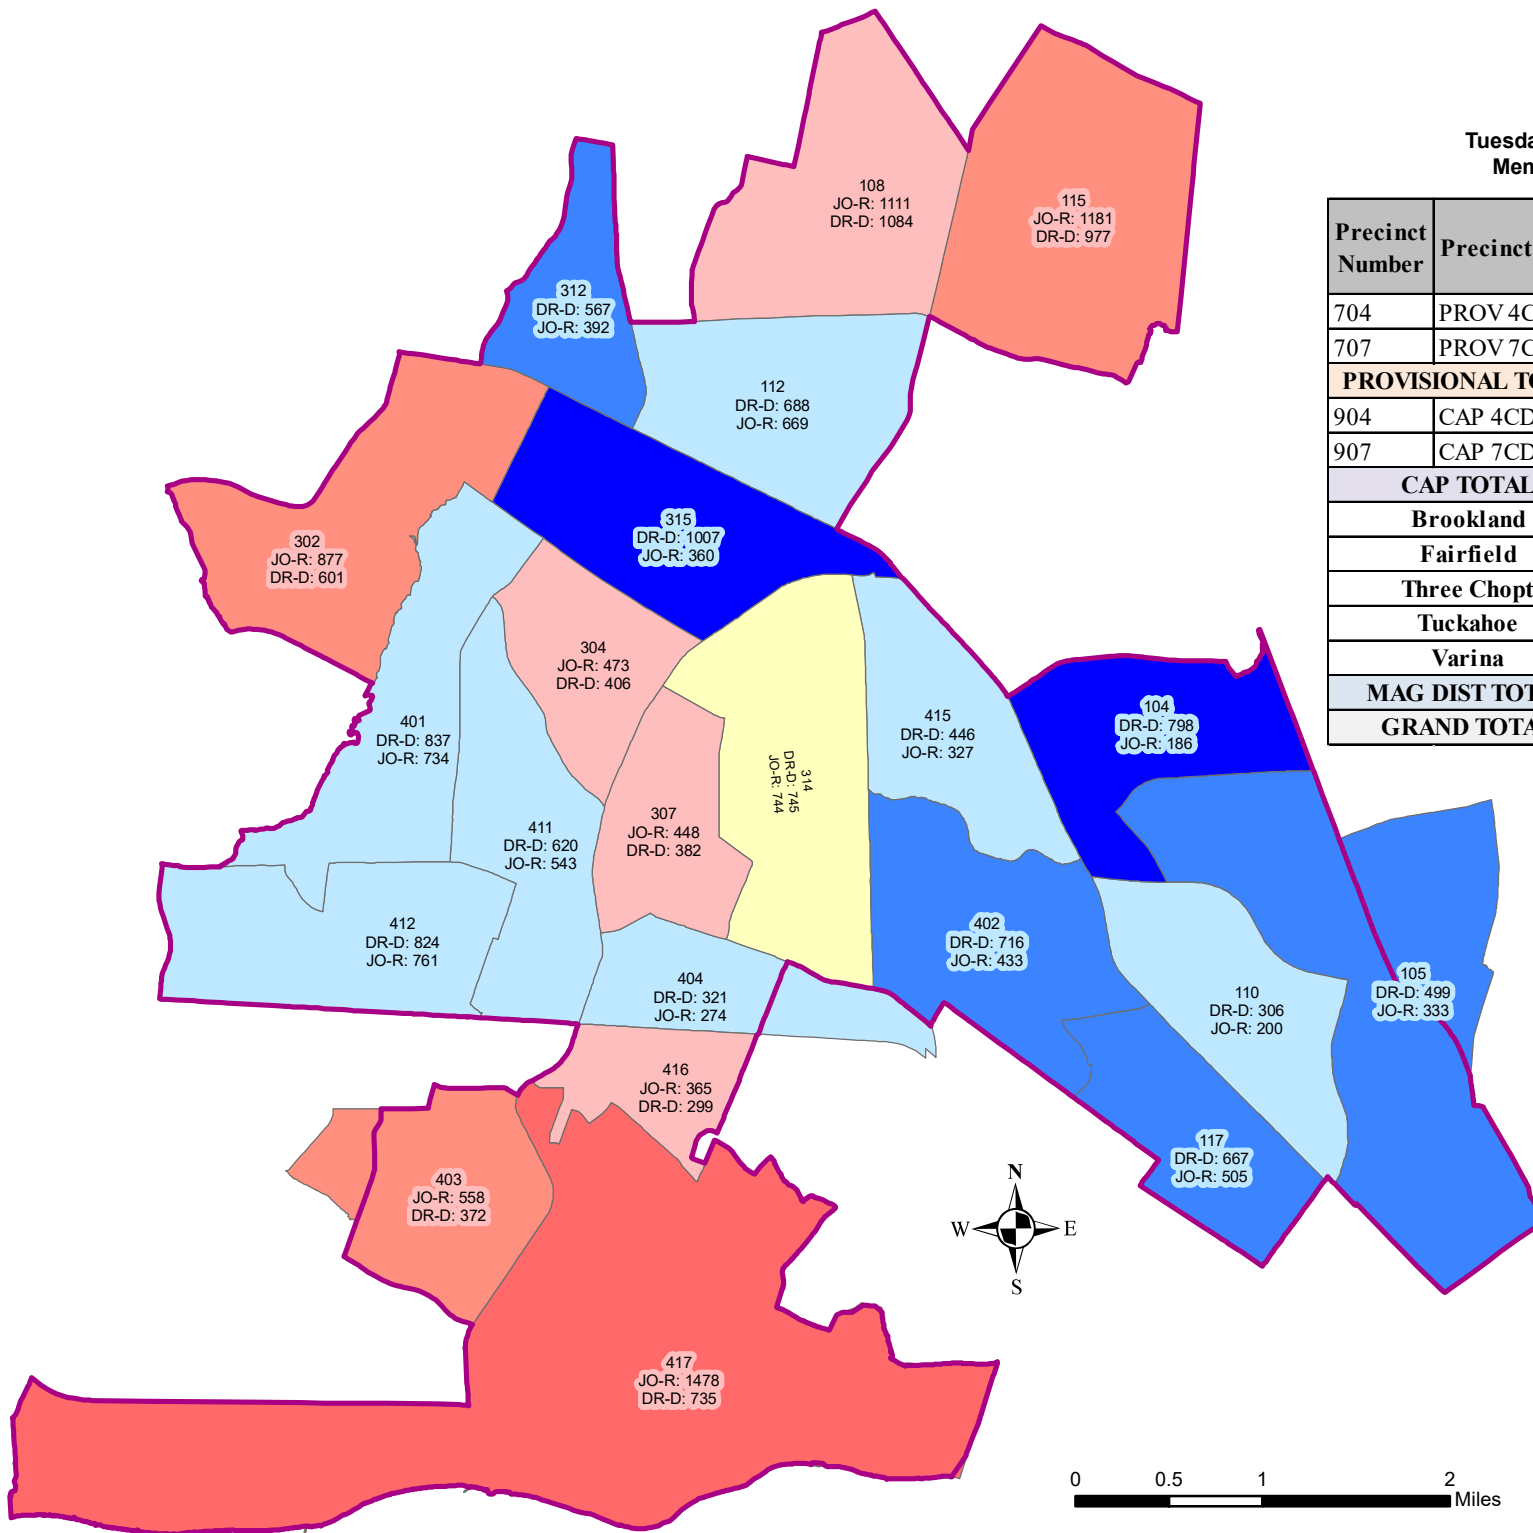 Tuesda
Men
Precinct
Number
Precinct
704
PROV 4C
707
PROV 7C
PROVISIONAL TO
904
CAP 4CD
907
CAP 7CD
CAP TOTAL
Brookland
Fairfield
Three Chopt
Tuckahoe
Varina
MAG DIST TOT
GRAND TOTA
108
JO-R: 1111
DR-D: 1084
115
JO-R: 1181
DR-D: 977
312
DR-D: 567
JO-R: 392
112
DR-D: 688
JO-R: 669
302
JO-R: 877
DR-D: 601
315
DR-D: 1007
JO-R: 360
304
JO-R: 473
DR-D: 406
401
DR-D: 837
JO-R: 734
415
DR-D: 446
JO-R: 327
104
DR-D: 798
JO-R: 186
314
DR-D: 745
JO-R: 744
411
DR-D: 620
JO-R: 543
307
JO-R: 448
DR-D: 382
412
DR-D: 824
JO-R: 761
402
DR-D: 716
JO-R: 433
404
DR-D: 321
JO-R: 274
110
DR-D: 306
JO-R: 200
105
DR-D: 499
JO-R: 333
416
JO-R: 365
DR-D: 299
117
DR-D: 667
JO-R: 505
403
JO-R: 558
DR-D: 372
N
W
E
S
417
JO-R: 1478
DR-D: 735
0 0.5 1 2
Miles